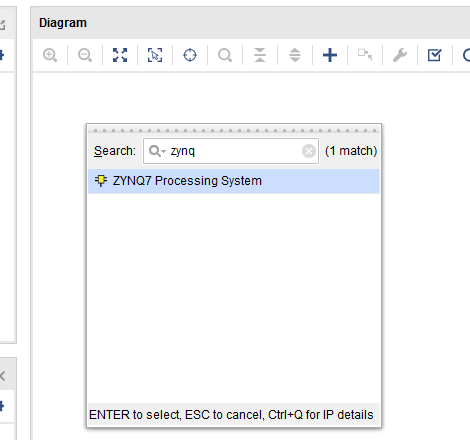 Diagram
Search: zynq (1 match)
ZYNQ7 Processing System
ENTER to select, ESC to cancel, Ctrl+Q for IP details